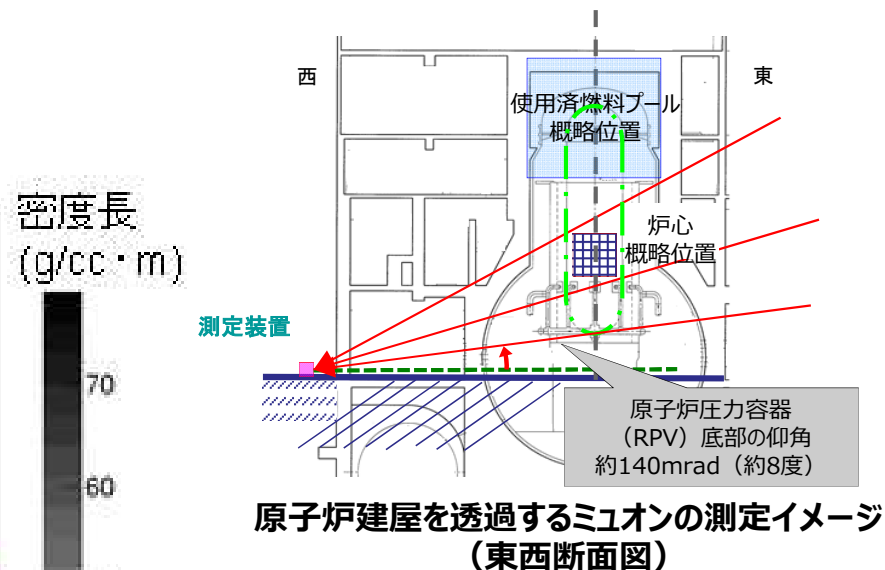 西
東
使用済燃料プール
概略位置
炉心
概略位置
測定装置
密度長
(g/cc・m)
70
60
原子炉圧力容器
（RPV）底部の仰角
約140mrad（約8度）
原子炉建屋を透過するミュオンの測定イメージ
（東西断面図）